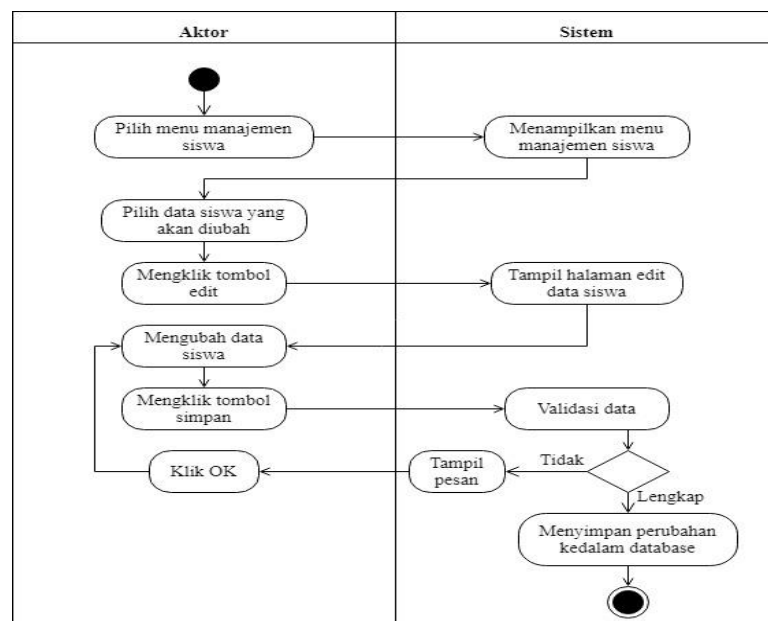 Aktor
Sistem
Pilih menu manajemen
siswa
Menampilkan menu
manajemen siswa
Pilih data siswa yang
akan diubah
Mengklik tombol
edit
Tampil halaman edit
data siswa
Mengubah data
siswa
Mengklik tombol
simpan
Validasi data
Tidak
Tampil
pesan
Klik OK
Lengkap
Menyimpan perubahan
kedalam database